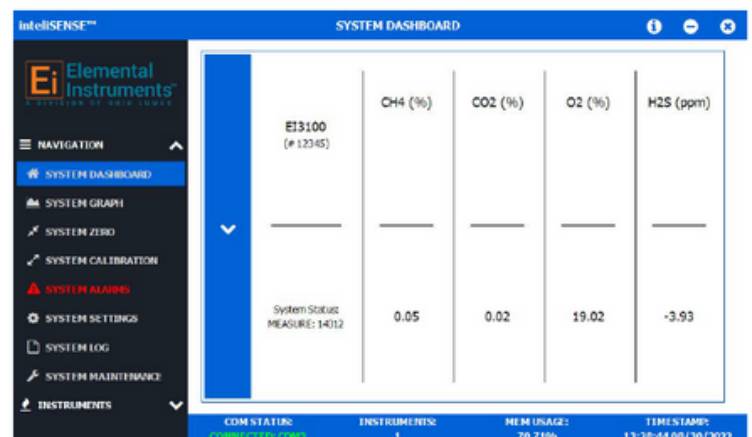 inteliSENSE™
SYSTEM DASHBOARD
Ei Elemental Instruments™
NAVIGATION
SYSTEM DASHBOARD
SYSTEM GRAPH
SYSTEM ZERO
SYSTEM CALIBRATION
SYSTEM ALARMS
SYSTEM SETTINGS
SYSTEM LOG
SYSTEM MAINTENANCE
INSTRUMENTS
EI3100
(# 12345)
CH4 (%)
CO2 (%)
O2 (%)
H2S (ppm)
System Status:
MEASURE: 14012
0.05
0.02
19.02
-3.93
COM STATUS:
INSTRUMENTS:
MEM USAGE:
TIMESTAMP:
1